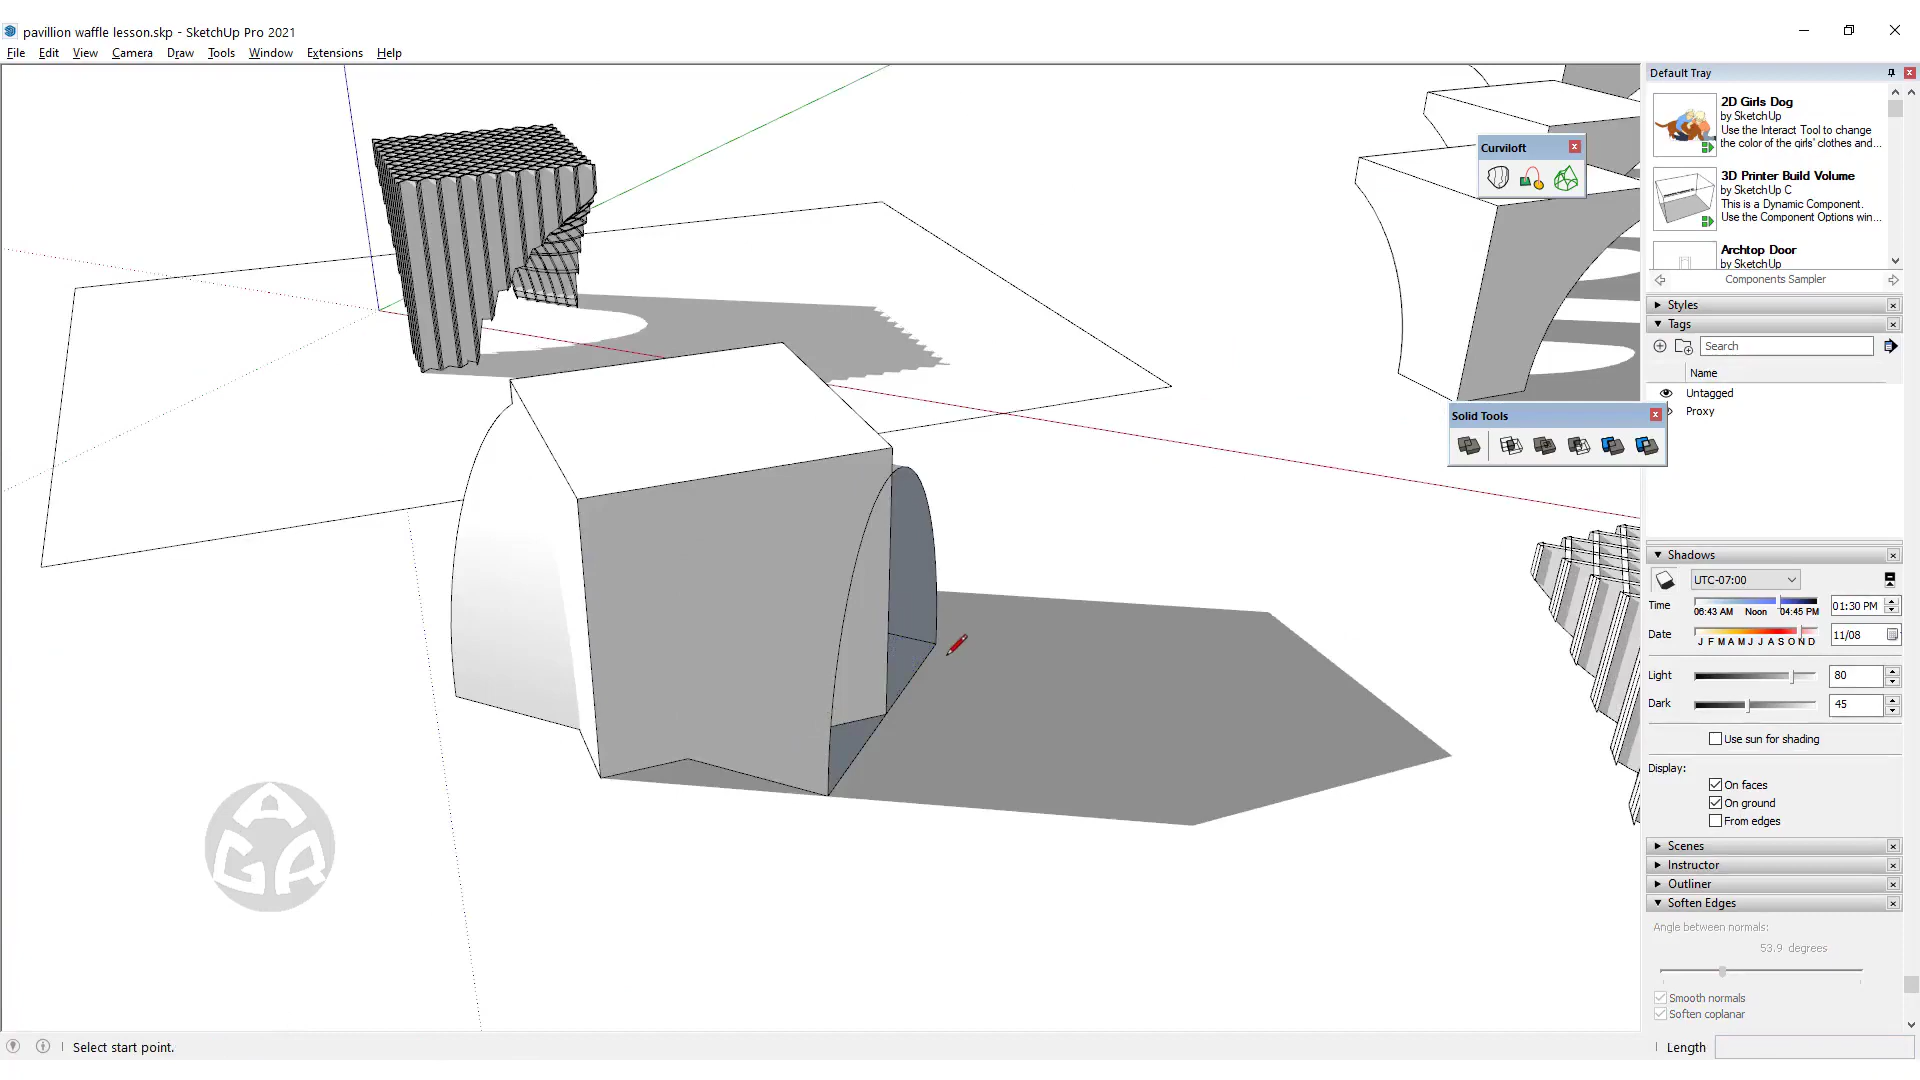 pavillion waffle lesson.skp - SketchUp Pro 2021
File Edit View Camera Draw Tools Window Extensions Help
Default Tray
2D Girls Dog
by SketchUp
Use the Interact Tool to change
the color of the girls' clothes and...
3D Printer Build Volume
by SketchUp C
This is a Dynamic Component.
Use the Component Options win...
Archtop Door
by SketchUp
Components Sampler
Curviloft
Styles
Tags
Search
Name
Untagged
Proxy
Solid Tools
Shadows
UTC-07:00
Time 06:43 AM Noon 04:45 PM 01:30 PM
Date J F M A M J J A S O N D 11/08
Light 80
Dark 45
Use sun for shading
Display:
On faces
On ground
From edges
Scenes
Instructor
Outliner
Soften Edges
Angle between normals:
53.9 degrees
Smooth normals
Soften coplanar
AGR
Select start point.
Length